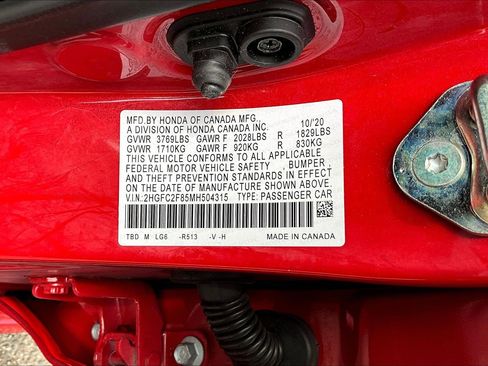 MFD.BY HONDA OF CANADA MFG., 10/'20
A DIVISION OF HONDA CANADA INC.
GVWR 3769LBS GAWR F 2028LBS R 1829LBS
GVWR 1710KG GAWR F 920KG R 830KG
THIS VEHICLE CONFORMS TO ALL APPLICABLE
FEDERAL MOTOR VEHICLE SAFETY , BUMPER ,
AND THEFT PREVENTION STANDARDS IN EFFECT
ON THE DATE OF MANUFACTURE SHOWN ABOVE.
V.I.N:2HGFC2F85MH504315 TYPE:PASSENGER CAR
TBD M LG6 -R513 -V -H MADE IN CANADA